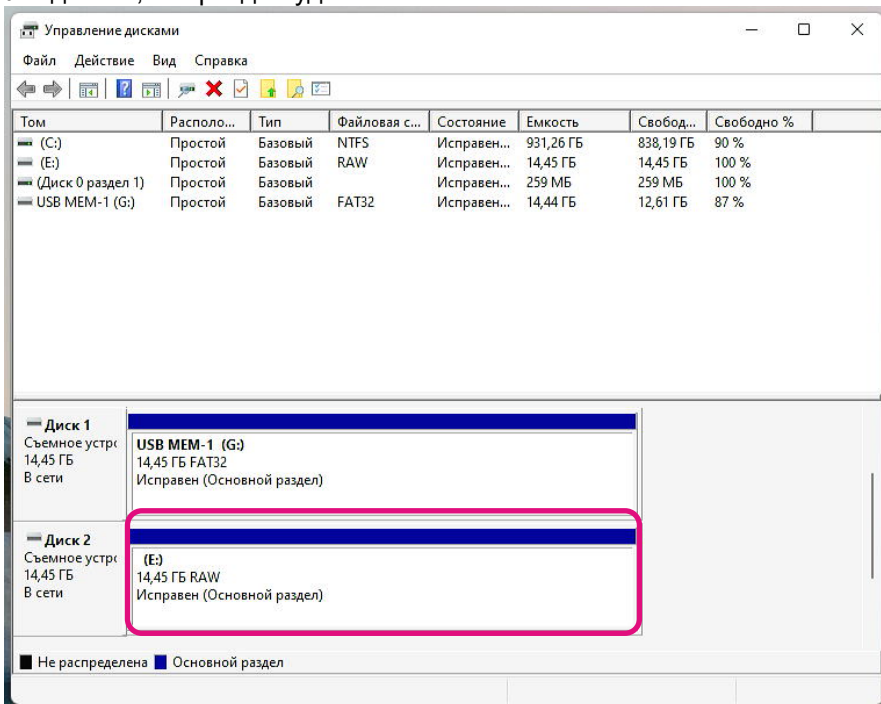 Управление дисками
Файл Действие Вид Справка
Том Располо... Тип Файловая с... Состояние Емкость Свобод... Свободно %
(C:) Простой Базовый NTFS Исправен... 931,26 ГБ 838,19 ГБ 90 %
(E:) Простой Базовый RAW Исправен... 14,45 ГБ 14,45 ГБ 100 %
(Диск 0 раздел 1) Простой Базовый Исправен... 259 МБ 259 МБ 100 %
USB MEM-1 (G:) Простой Базовый FAT32 Исправен... 14,44 ГБ 12,61 ГБ 87 %
Диск 1
Съемное устрс
14,45 ГБ
В сети
USB MEM-1 (G:)
14,45 ГБ FAT32
Исправен (Основной раздел)
Диск 2
Съемное устрс
14,45 ГБ
В сети
(E:)
14,45 ГБ RAW
Исправен (Основной раздел)
Не распределена Основной раздел